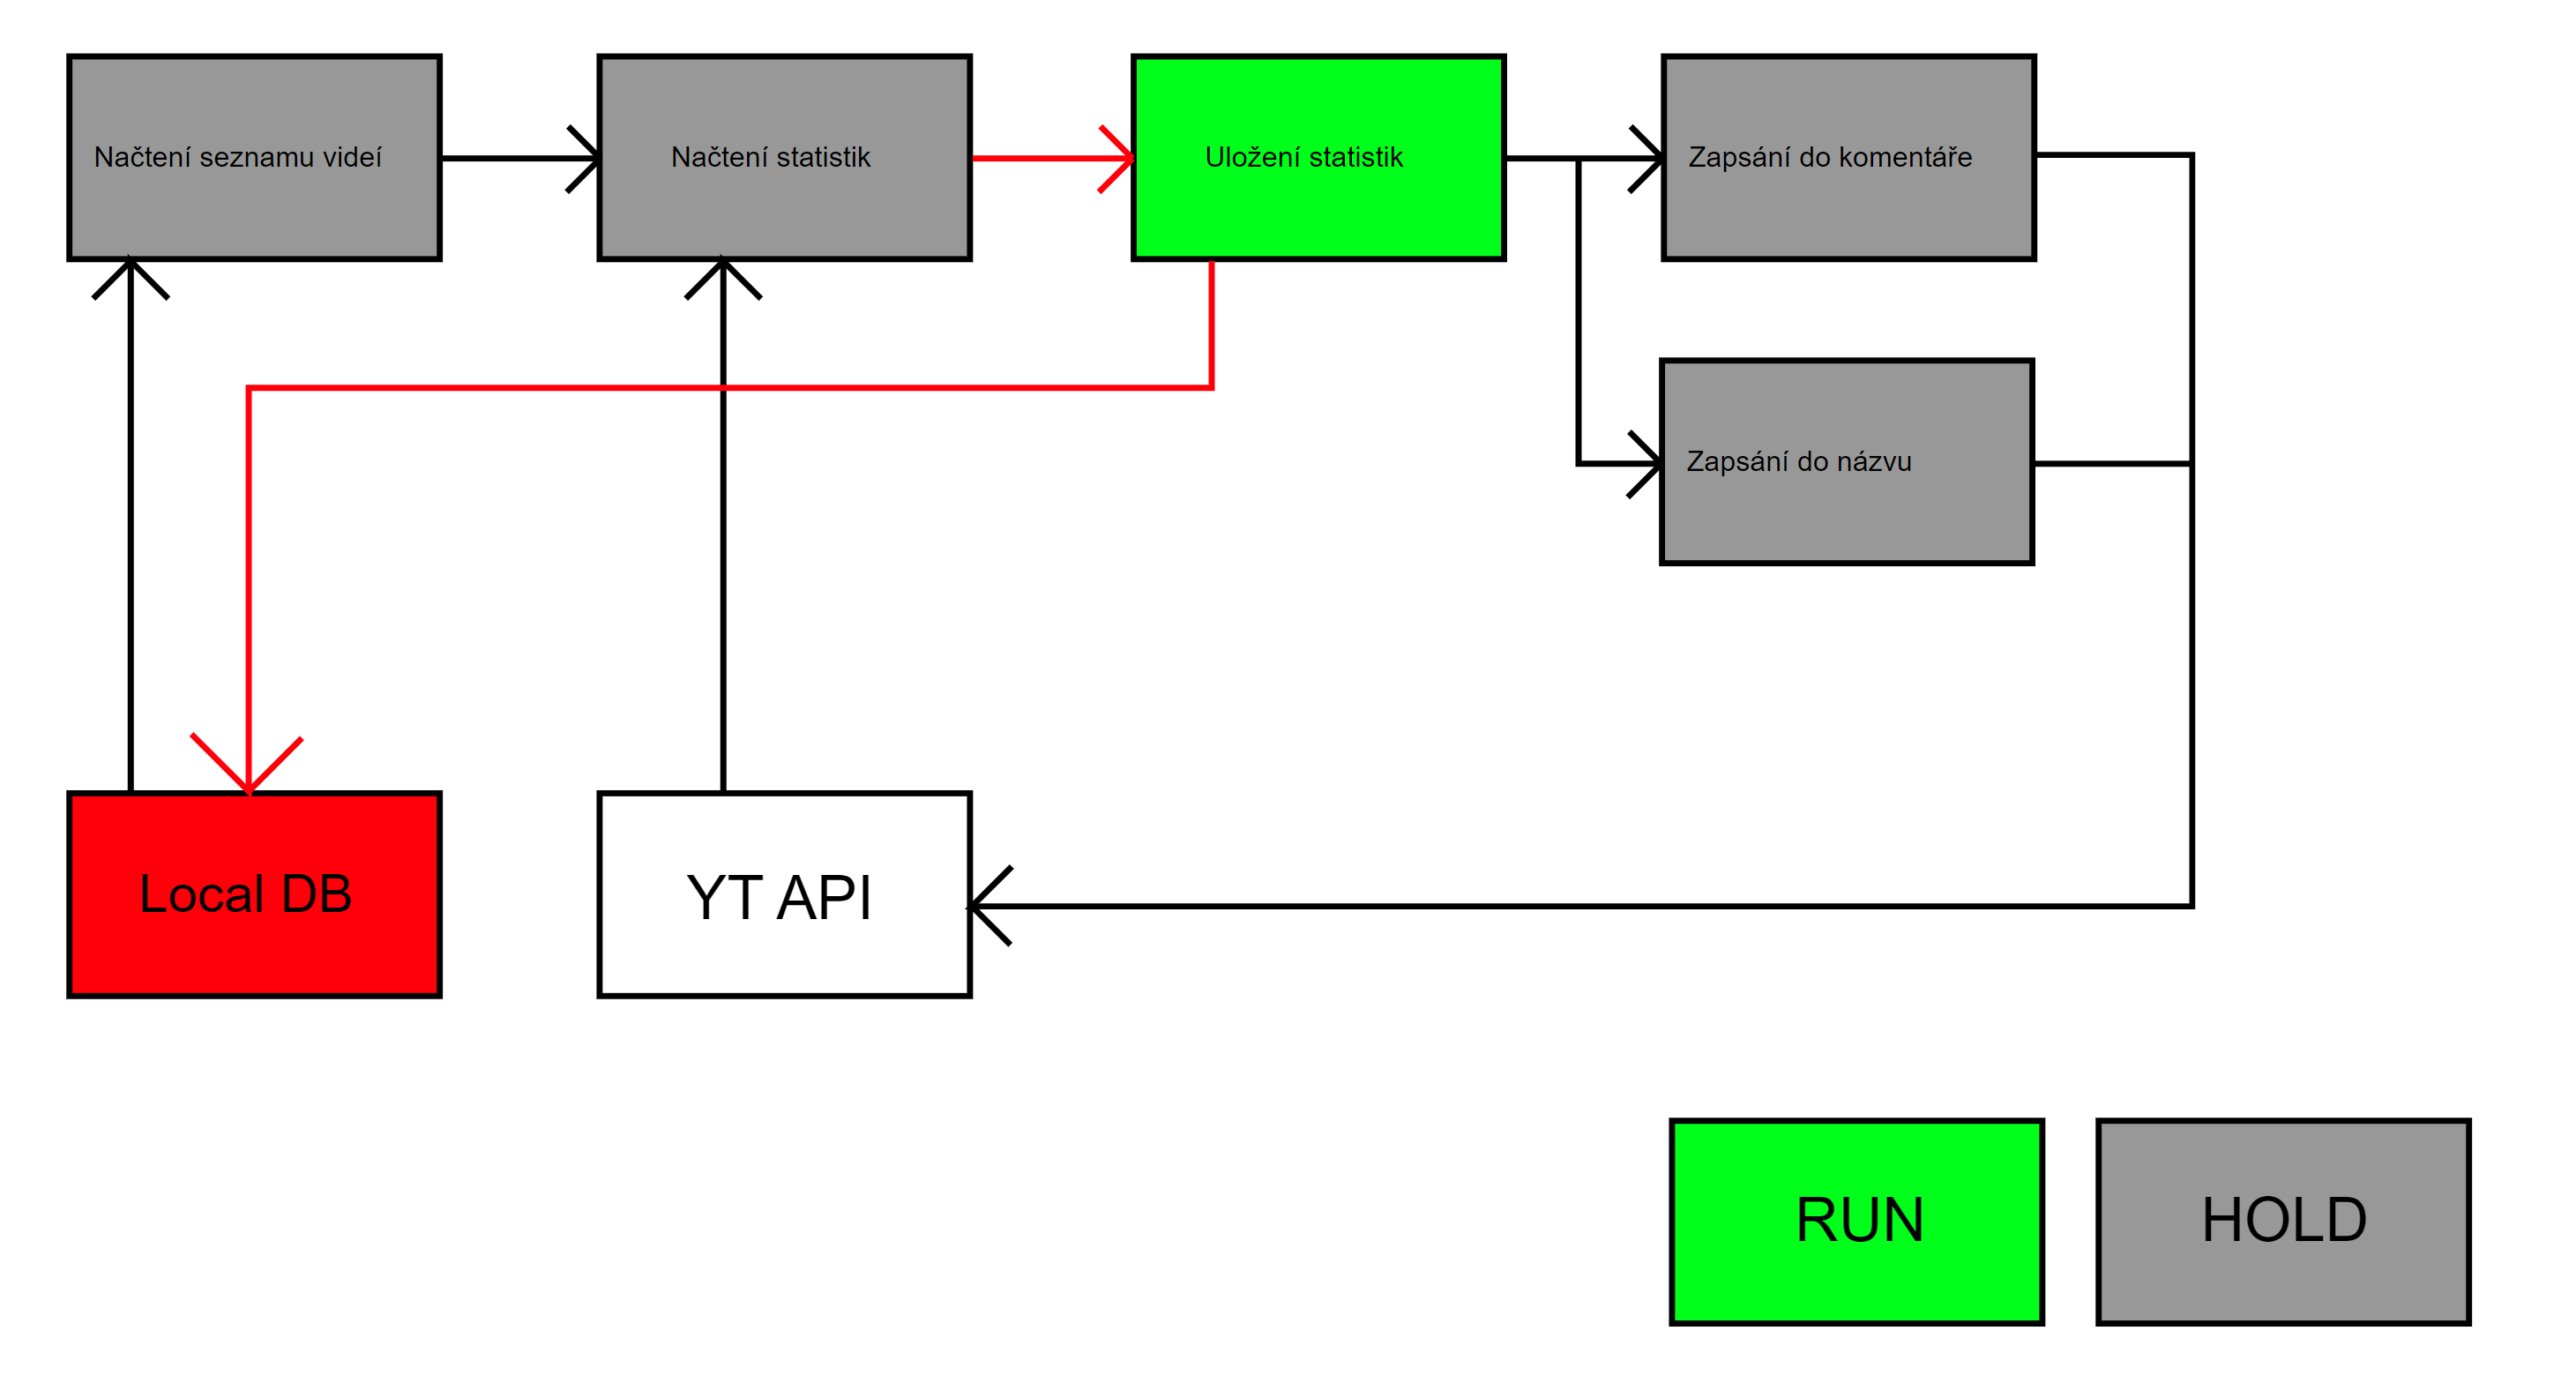 Načtení seznamu videí
Načtení statistik
Uložení statistik
Zapsání do komentáře
Zapsání do názvu
Local DB
YT API
RUN
HOLD